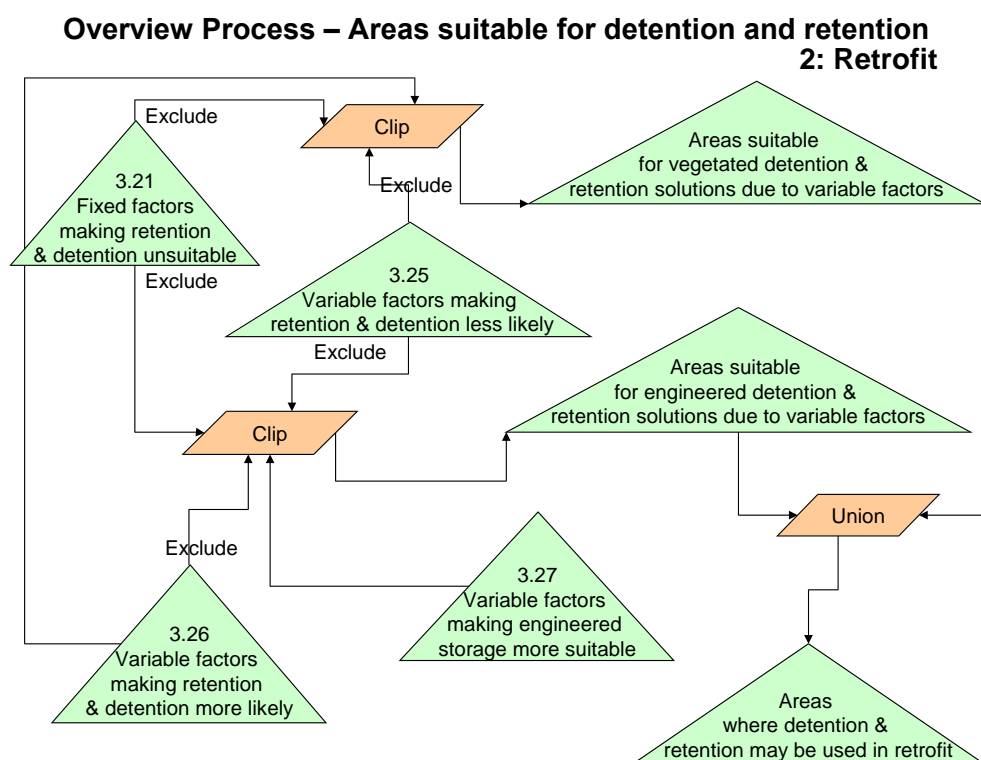 Overview Process – Areas suitable for detention and retention
2: Retrofit
Exclude
Clip
Areas suitable
for vegetated detention &
retention solutions due to variable factors
3.21
Fixed factors
making retention
& detention unsuitable
Exclude
Exclude
3.25
Variable factors making
retention & detention less likely
Exclude
Areas suitable
for engineered detention &
retention solutions due to variable factors
Clip
Union
Exclude
3.27
Variable factors
making engineered
storage more suitable
3.26
Variable factors
making retention
& detention more likely
Areas
where detention &
retention may be used in retrofit